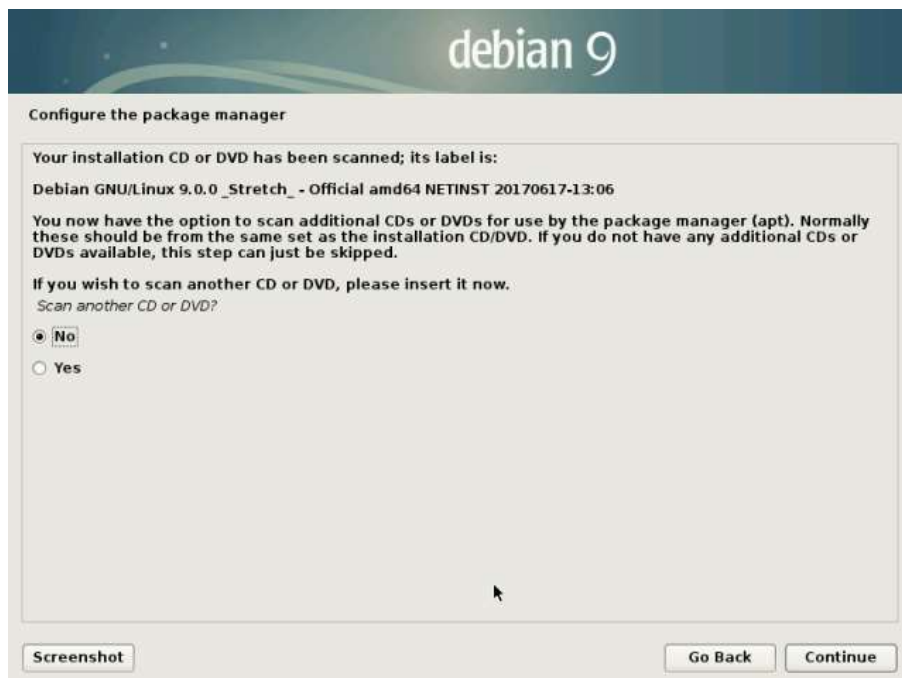 debian 9
Configure the package manager
Your installation CD or DVD has been scanned; its label is:
Debian GNU/Linux 9.0.0 _Stretch_ - Official amd64 NETINST 20170617-13:06
You now have the option to scan additional CDs or DVDs for use by the package manager (apt). Normally
these should be from the same set as the installation CD/DVD. If you do not have any additional CDs or
DVDs available, this step can just be skipped.
If you wish to scan another CD or DVD, please insert it now.
Scan another CD or DVD?
No
Yes
Screenshot
Go Back
Continue